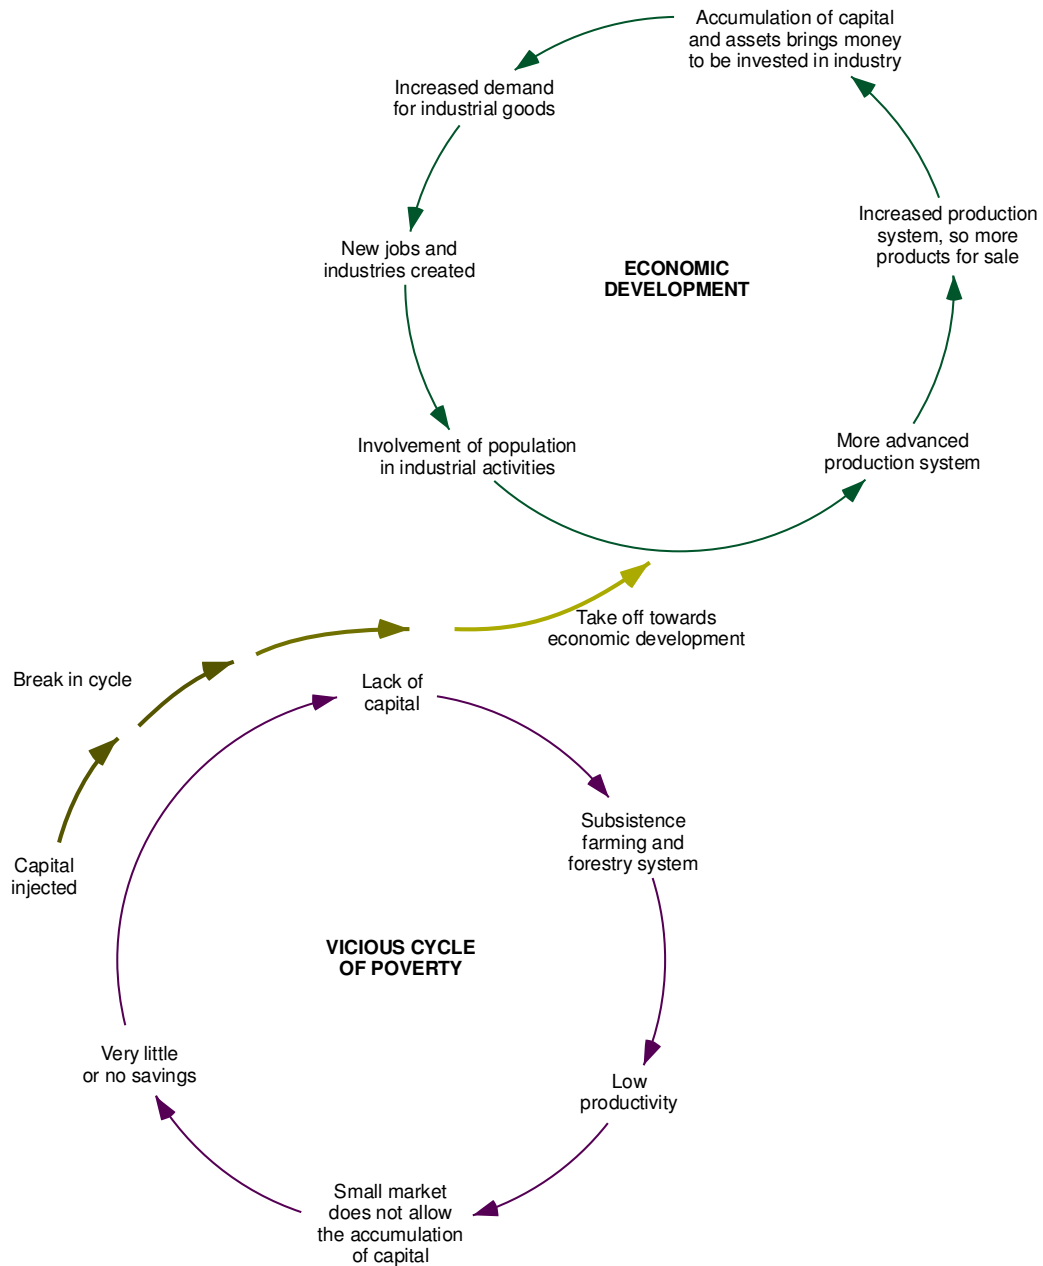 Accumulation of capital
and assets brings money
to be invested in industry
Increased demand
for industrial goods
New jobs and
industries created
Involvement of population
in industrial activities
More advanced
production system
Increased production
system, so more
products for sale
ECONOMIC
DEVELOPMENT
Take off towards
economic development
Break in cycle
Capital
injected
Lack of
capital
Subsistence
farming and
forestry system
Low
productivity
Small market
does not allow
the accumulation
of capital
Very little
or no savings
VICIOUS CYCLE
OF POVERTY